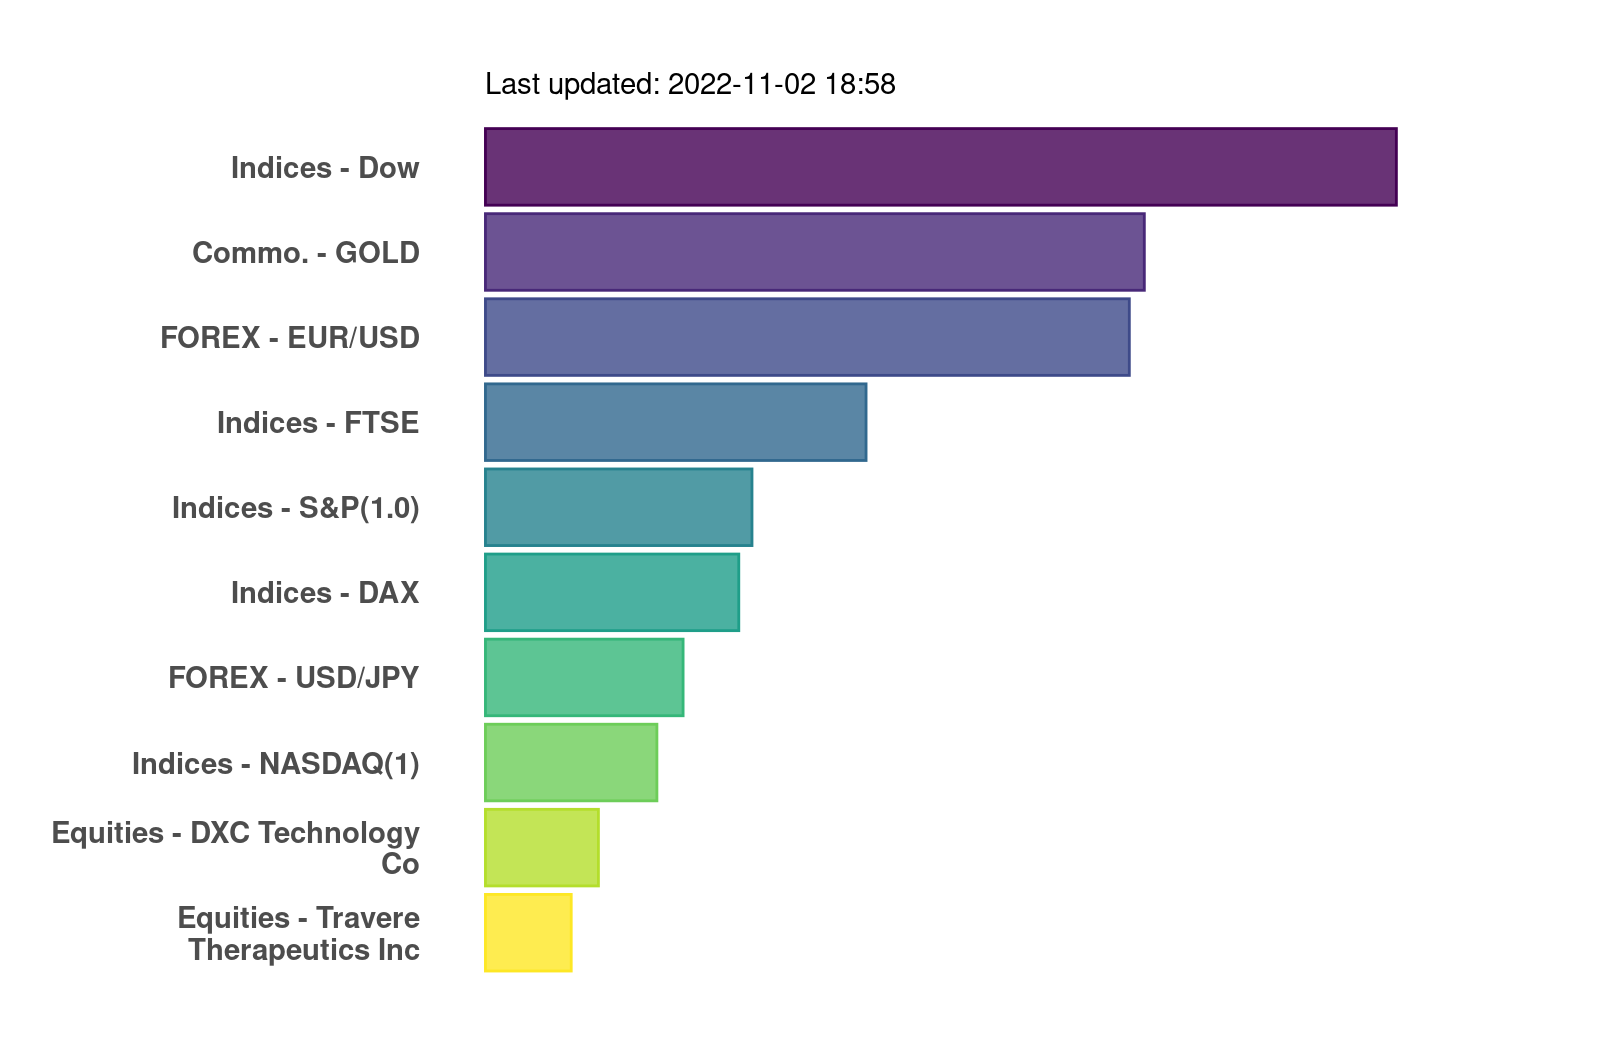 Last updated: 2022-11-02 18:58
Indices - Dow
Commo. - GOLD
FOREX - EUR/USD
Indices - FTSE
Indices - S&P(1.0)
Indices - DAX
FOREX - USD/JPY
Indices - NASDAQ(1)
Equities - DXC Technology
Co
Equities - Travere
Therapeutics Inc